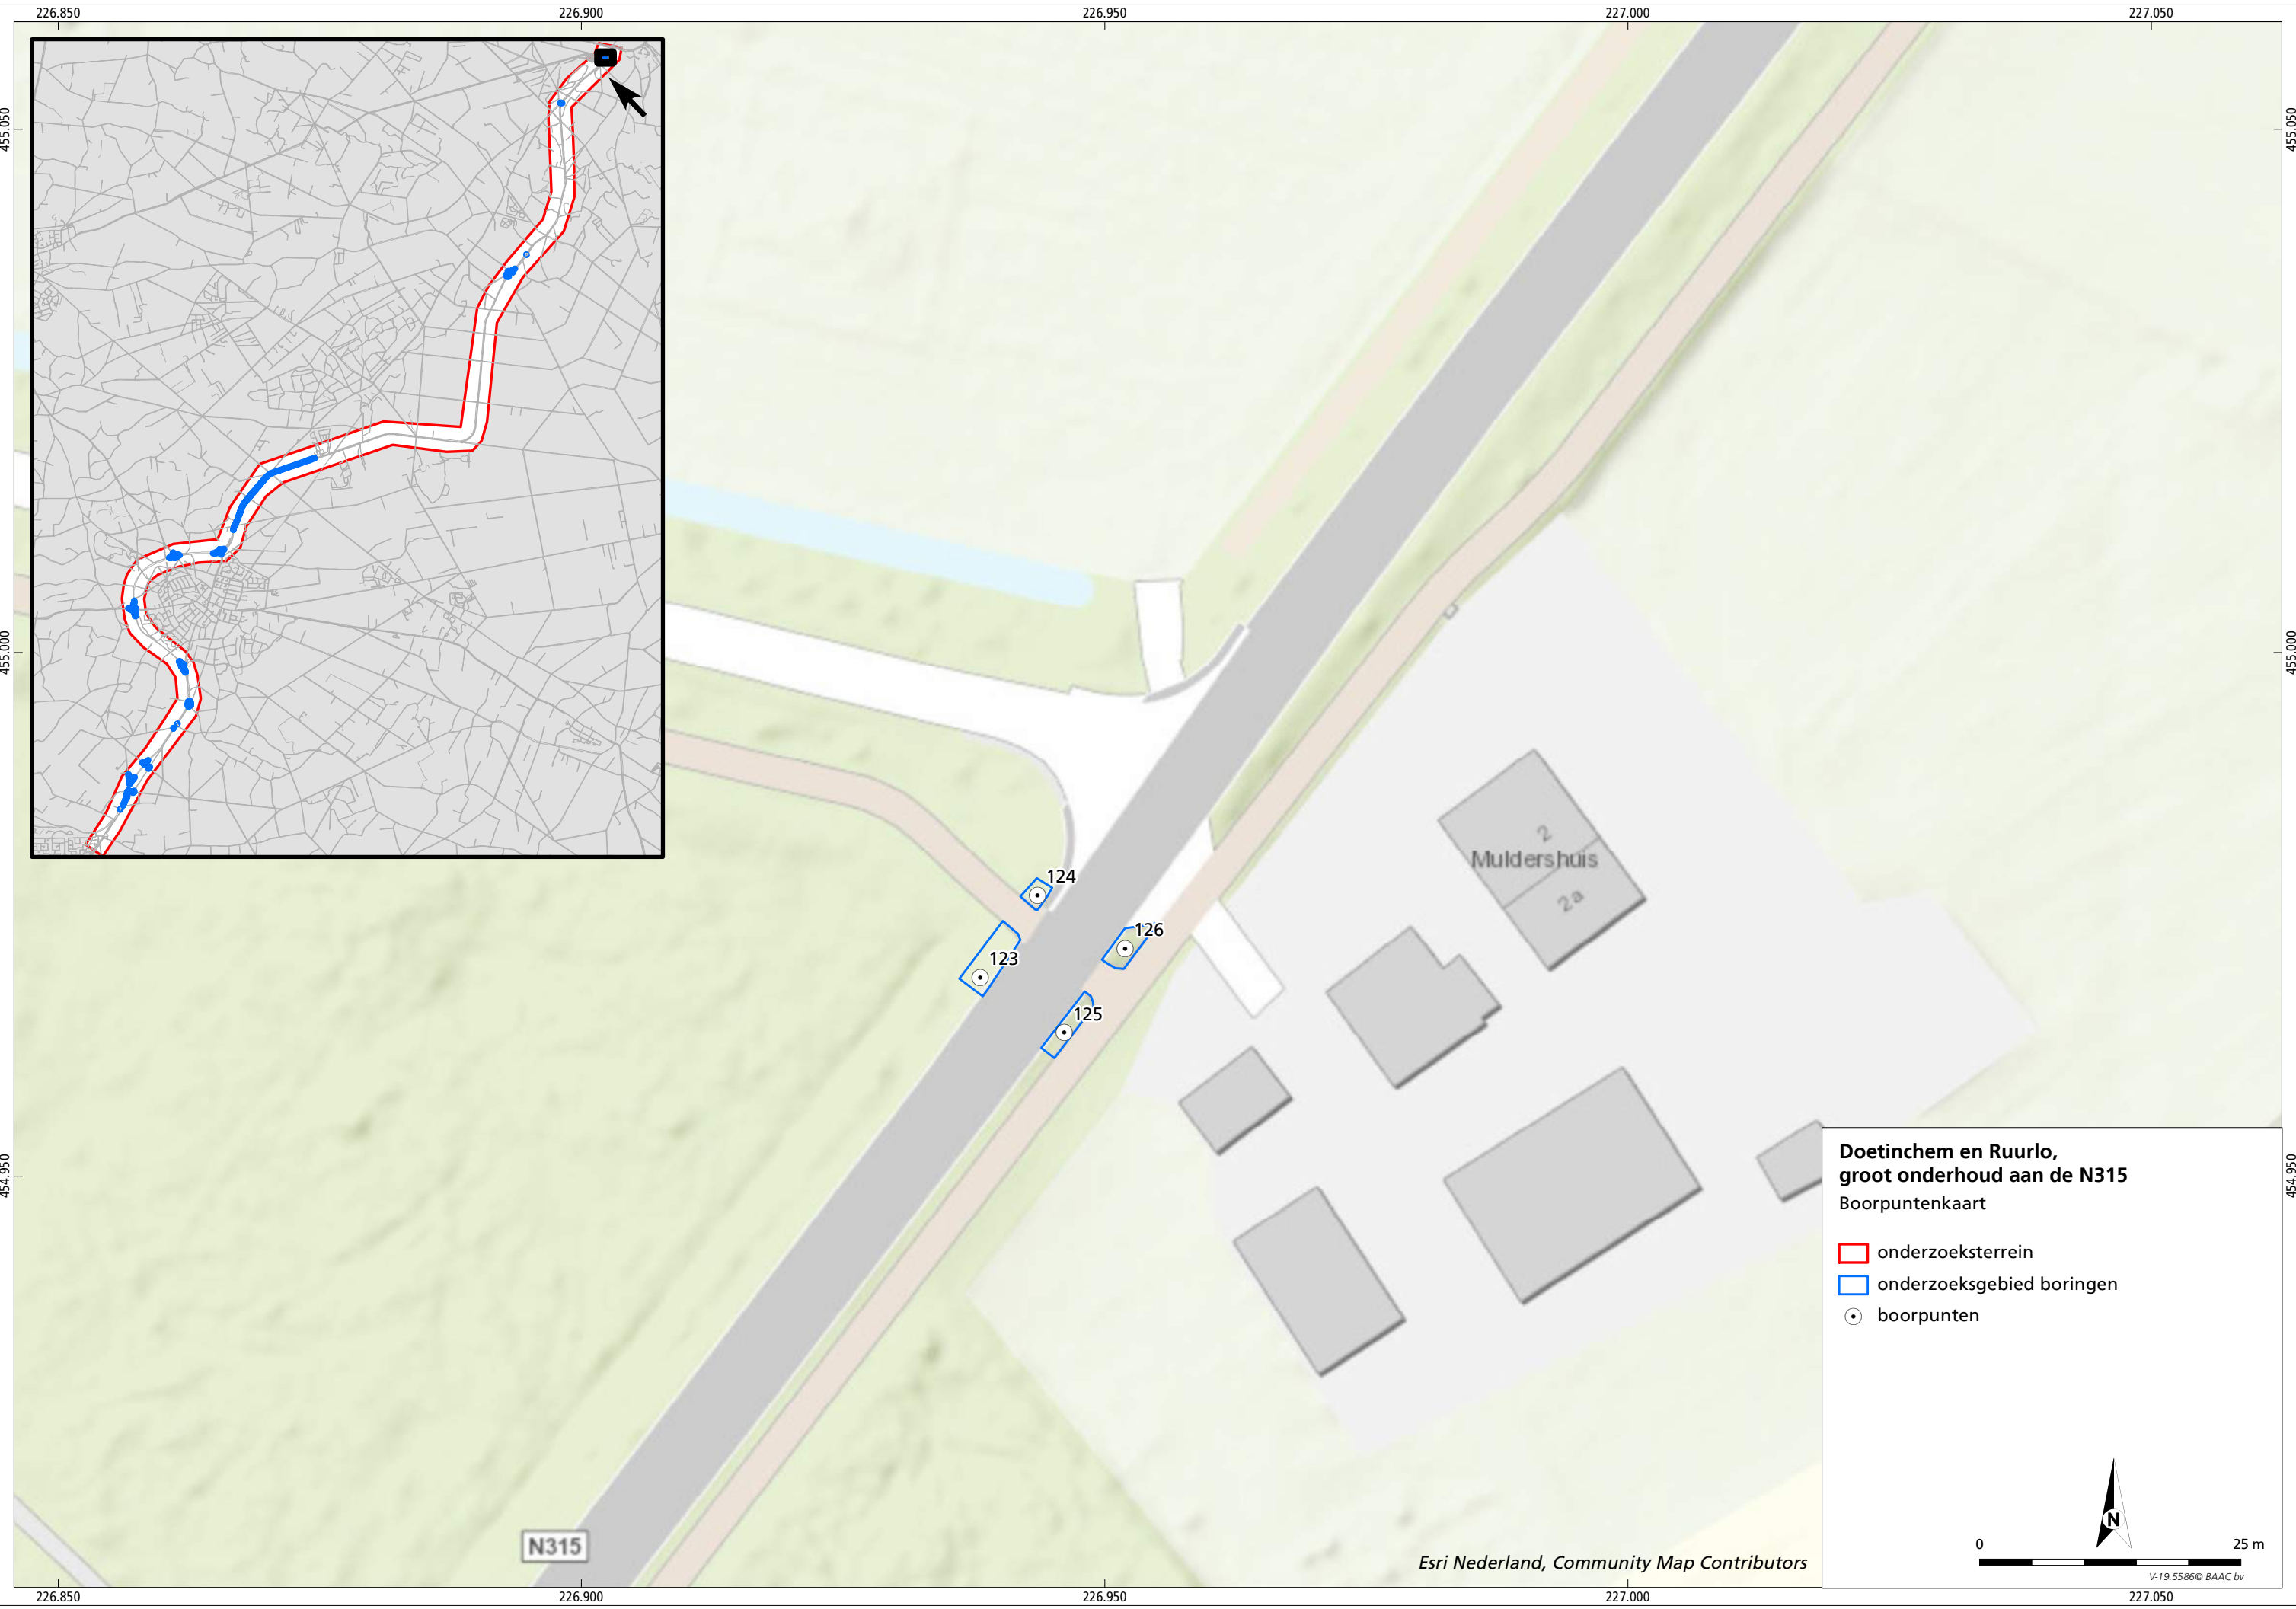 226.850
226.900
226.950
227.000
227.050
455.050
455.050
455.000
455.000
454.950
454.950
2
Muldershuis
2a
124
126
123
125
N315
Doetinchem en Ruurlo,
groot onderhoud aan de N315
Boorpuntenkaart
onderzoeksterrein
onderzoeksgebied boringen
boorpunten
N
0 25 m
V-19.5586© BAAC bv
Esri Nederland, Community Map Contributors
226.850
226.900
226.950
227.000
227.050